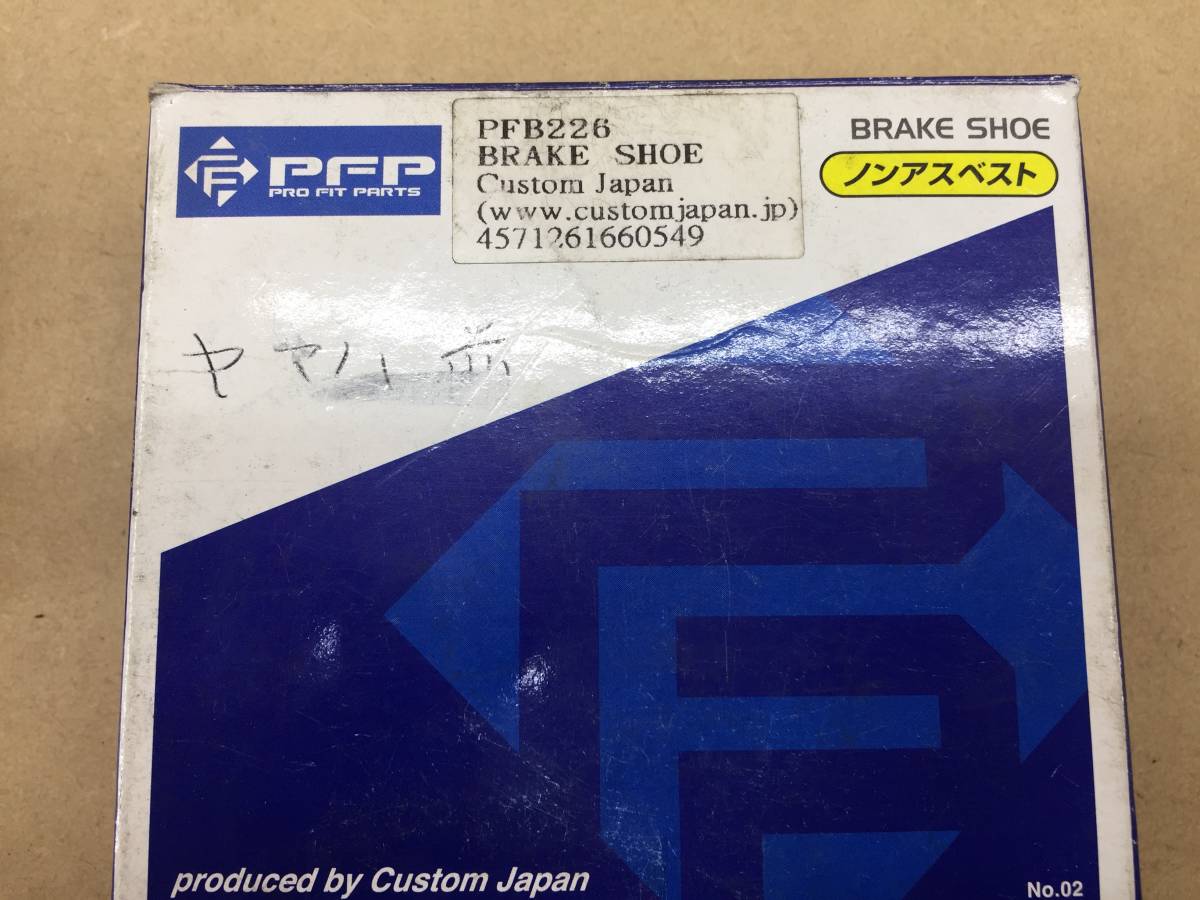 PFP
PRO FIT PARTS
PFB226
BRAKE SHOE
Custom Japan
(www.customjapan.jp)
4571261660549
BRAKE SHOE
ノンアスベスト
ヤマハ 前
produced by Custom Japan
No.02